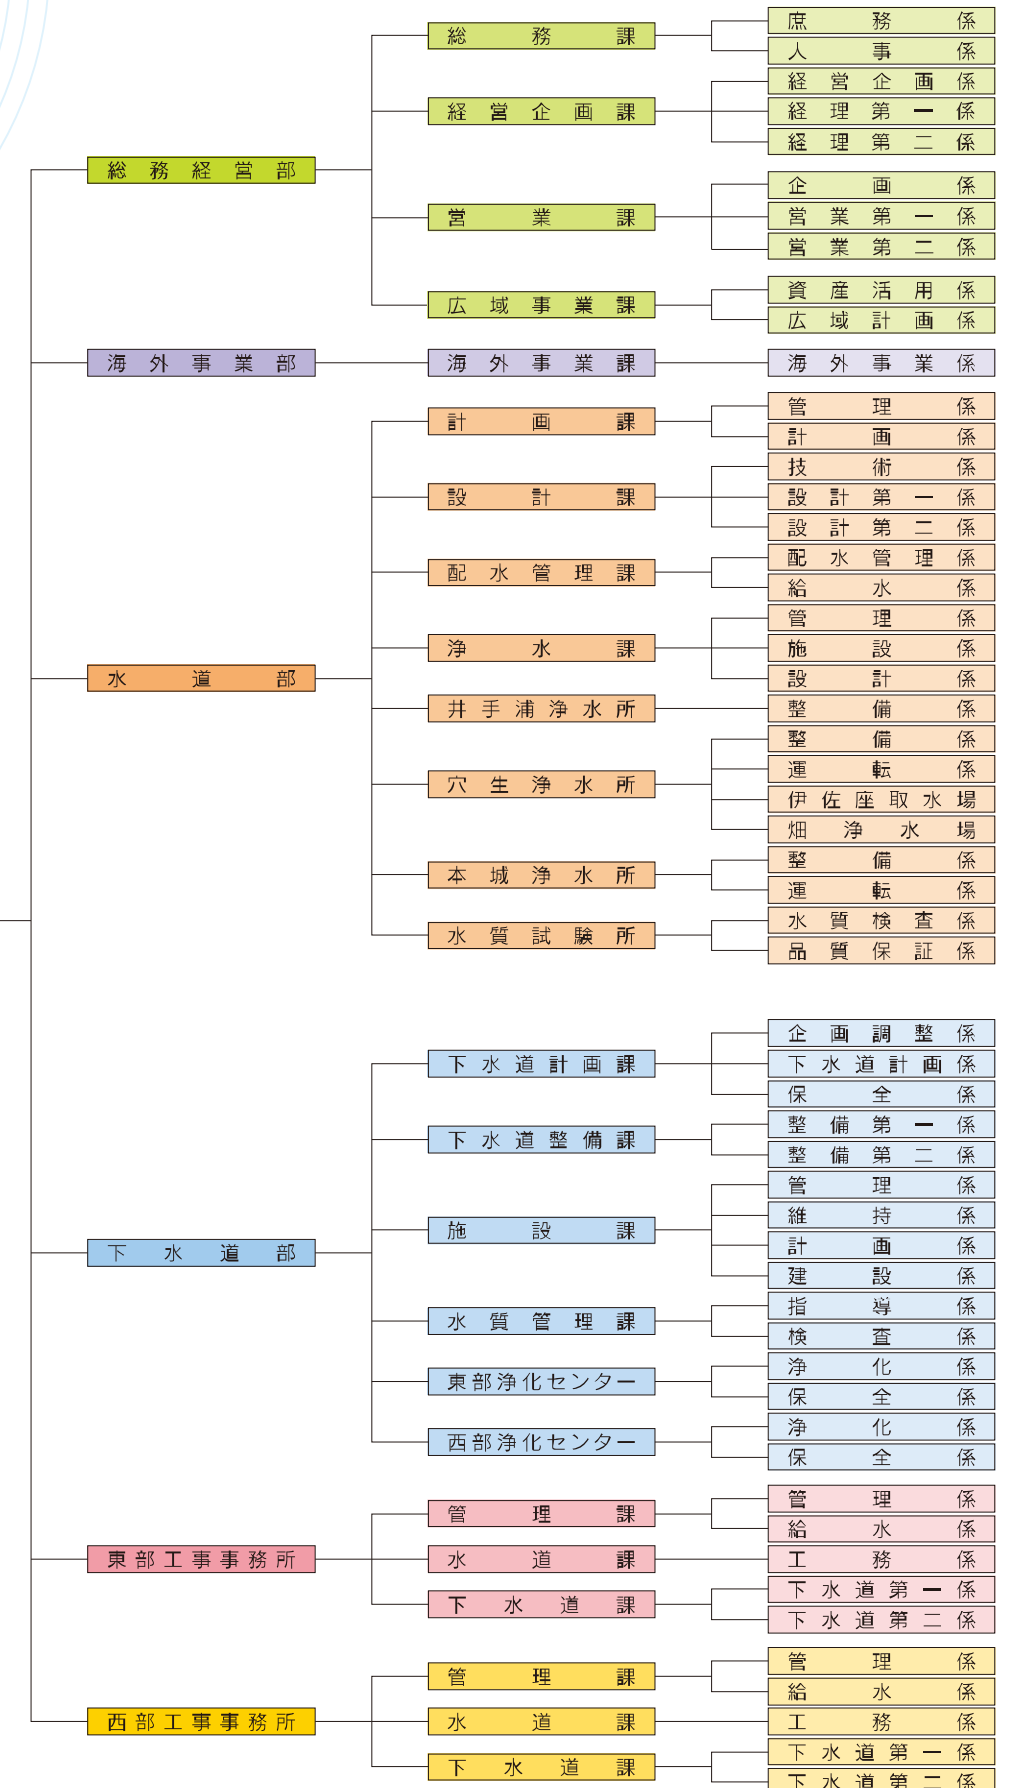 総務経営部
総務課
庶務係
人事係
経営企画課
経営企画係
経理第一係
経理第二係
営業課
企画係
営業第一係
営業第二係
広域事業課
資産活用係
広域計画係
海外事業部
海外事業課
海外事業係
水道部
計画課
管理係
計画係
設計課
技術係
設計第一係
設計第二係
配水管理課
配水管理係
給水係
浄水課
管理係
施設係
設計係
井手浦浄水所
整備係
穴生浄水所
整備係
運転係
伊佐座取水場
畑浄水場
本城浄水所
整備係
運転係
水質試験所
水質検査係
品質保証係
下水道部
下水道計画課
企画調整係
下水道計画係
保全係
下水道整備課
整備第一係
整備第二係
施設課
管理係
維持係
計画係
建設係
水質管理課
指導係
検査係
東部浄化センター
浄化係
保全係
西部浄化センター
浄化係
保全係
東部工事事務所
管理課
管理係
給水係
水道課
工務係
下水道課
下水道第一係
下水道第二係
西部工事事務所
管理課
管理係
給水係
水道課
工務係
下水道課
下水道第一係
下水道第二係